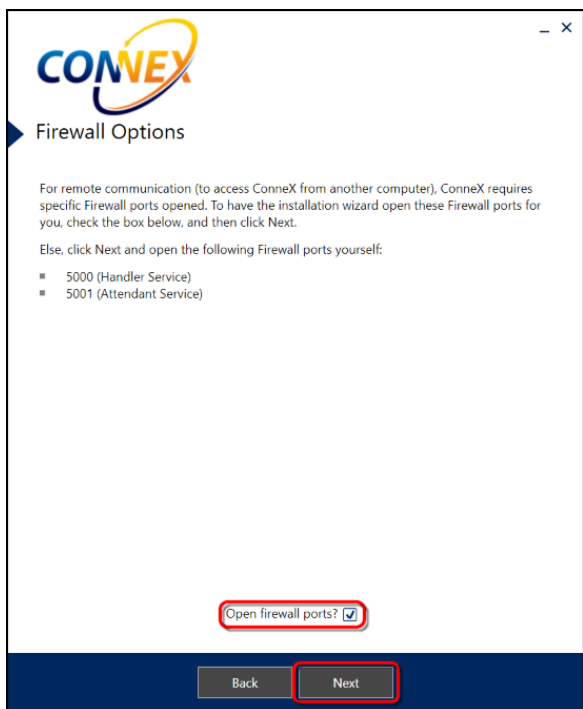 CONNEX
Firewall Options
For remote communication (to access ConneX from another computer), ConneX requires
specific Firewall ports opened. To have the installation wizard open these Firewall ports for
you, check the box below, and then click Next.
Else, click Next and open the following Firewall ports yourself:
5000 (Handler Service)
5001 (Attendant Service)
Open firewall ports?
Back
Next